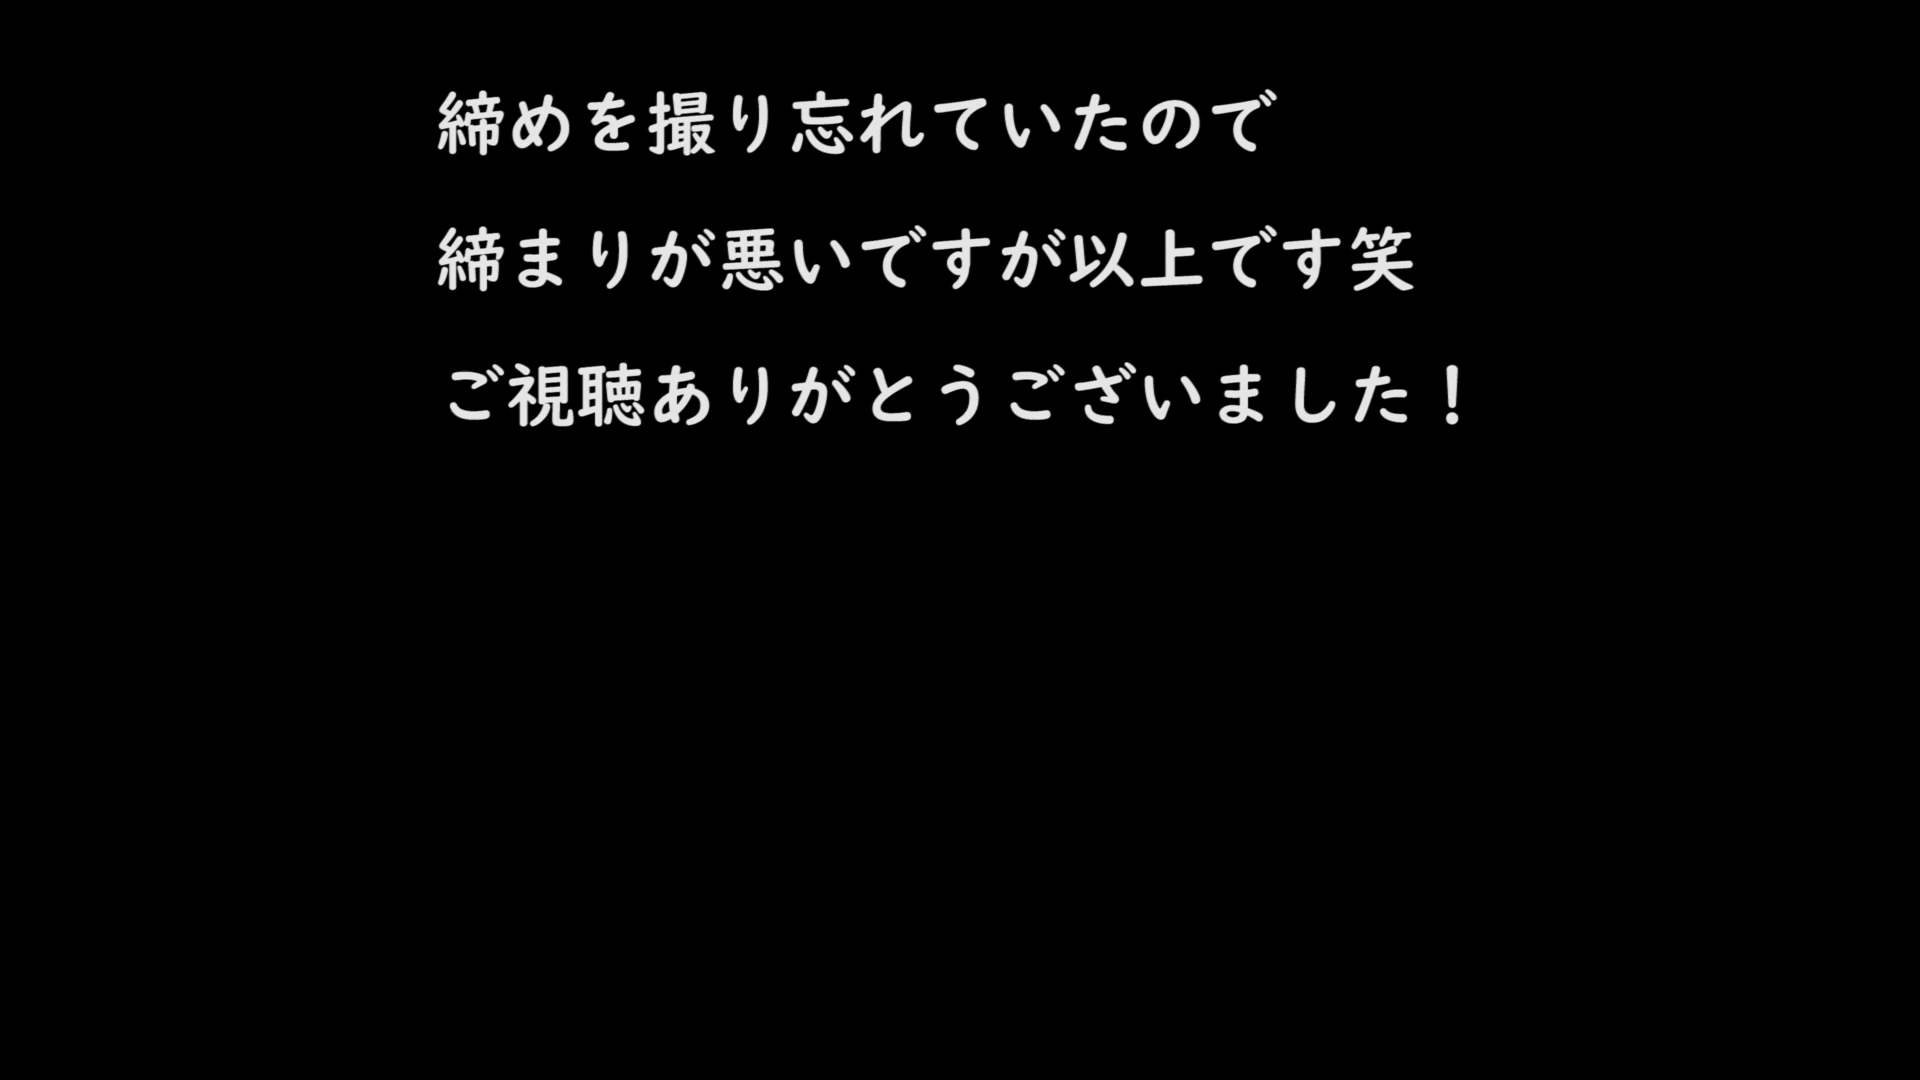 締めを撮り忘れていたので
締まりが悪いですが以上です笑
ご視聴ありがとうございました！